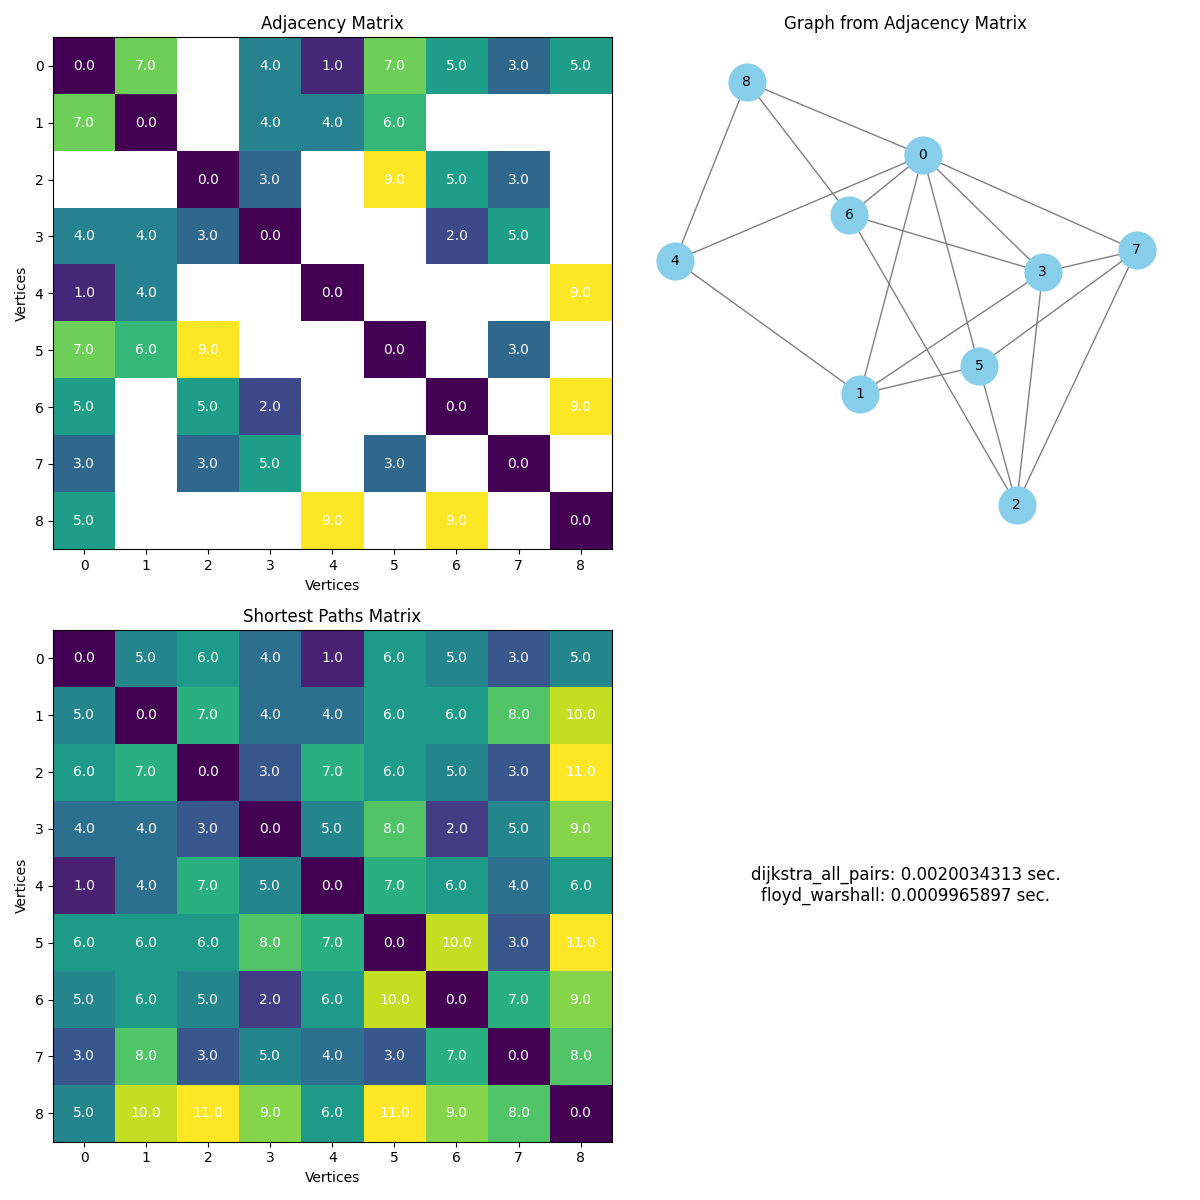 Adjacency Matrix
0 0.0 7.0 4.0 1.0 7.0 5.0 3.0 5.0
1 7.0 0.0 4.0 4.0 6.0
2 0.0 3.0 9.0 5.0 3.0
3 4.0 4.0 3.0 0.0 2.0 5.0
4 1.0 4.0 0.0 9.0
5 7.0 6.0 9.0 0.0 3.0
6 5.0 5.0 2.0 0.0 9.0
7 3.0 3.0 5.0 3.0 0.0
8 5.0 9.0 9.0 0.0
0 1 2 3 4 5 6 7 8
Vertices
Vertices
Graph from Adjacency Matrix
8
0
6
7
4
3
5
1
2
Shortest Paths Matrix
0 0.0 5.0 6.0 4.0 1.0 6.0 5.0 3.0 5.0
1 5.0 0.0 7.0 4.0 4.0 6.0 6.0 8.0 10.0
2 6.0 7.0 0.0 3.0 7.0 6.0 5.0 3.0 11.0
3 4.0 4.0 3.0 0.0 5.0 8.0 2.0 5.0 9.0
4 1.0 4.0 7.0 5.0 0.0 7.0 6.0 4.0 6.0
5 6.0 6.0 6.0 8.0 7.0 0.0 10.0 3.0 11.0
6 5.0 6.0 5.0 2.0 6.0 10.0 0.0 7.0 9.0
7 3.0 8.0 3.0 5.0 4.0 3.0 7.0 0.0 8.0
8 5.0 10.0 11.0 9.0 6.0 11.0 9.0 8.0 0.0
0 1 2 3 4 5 6 7 8
Vertices
Vertices
dijkstra_all_pairs: 0.0020034313 sec.
floyd_warshall: 0.0009965897 sec.